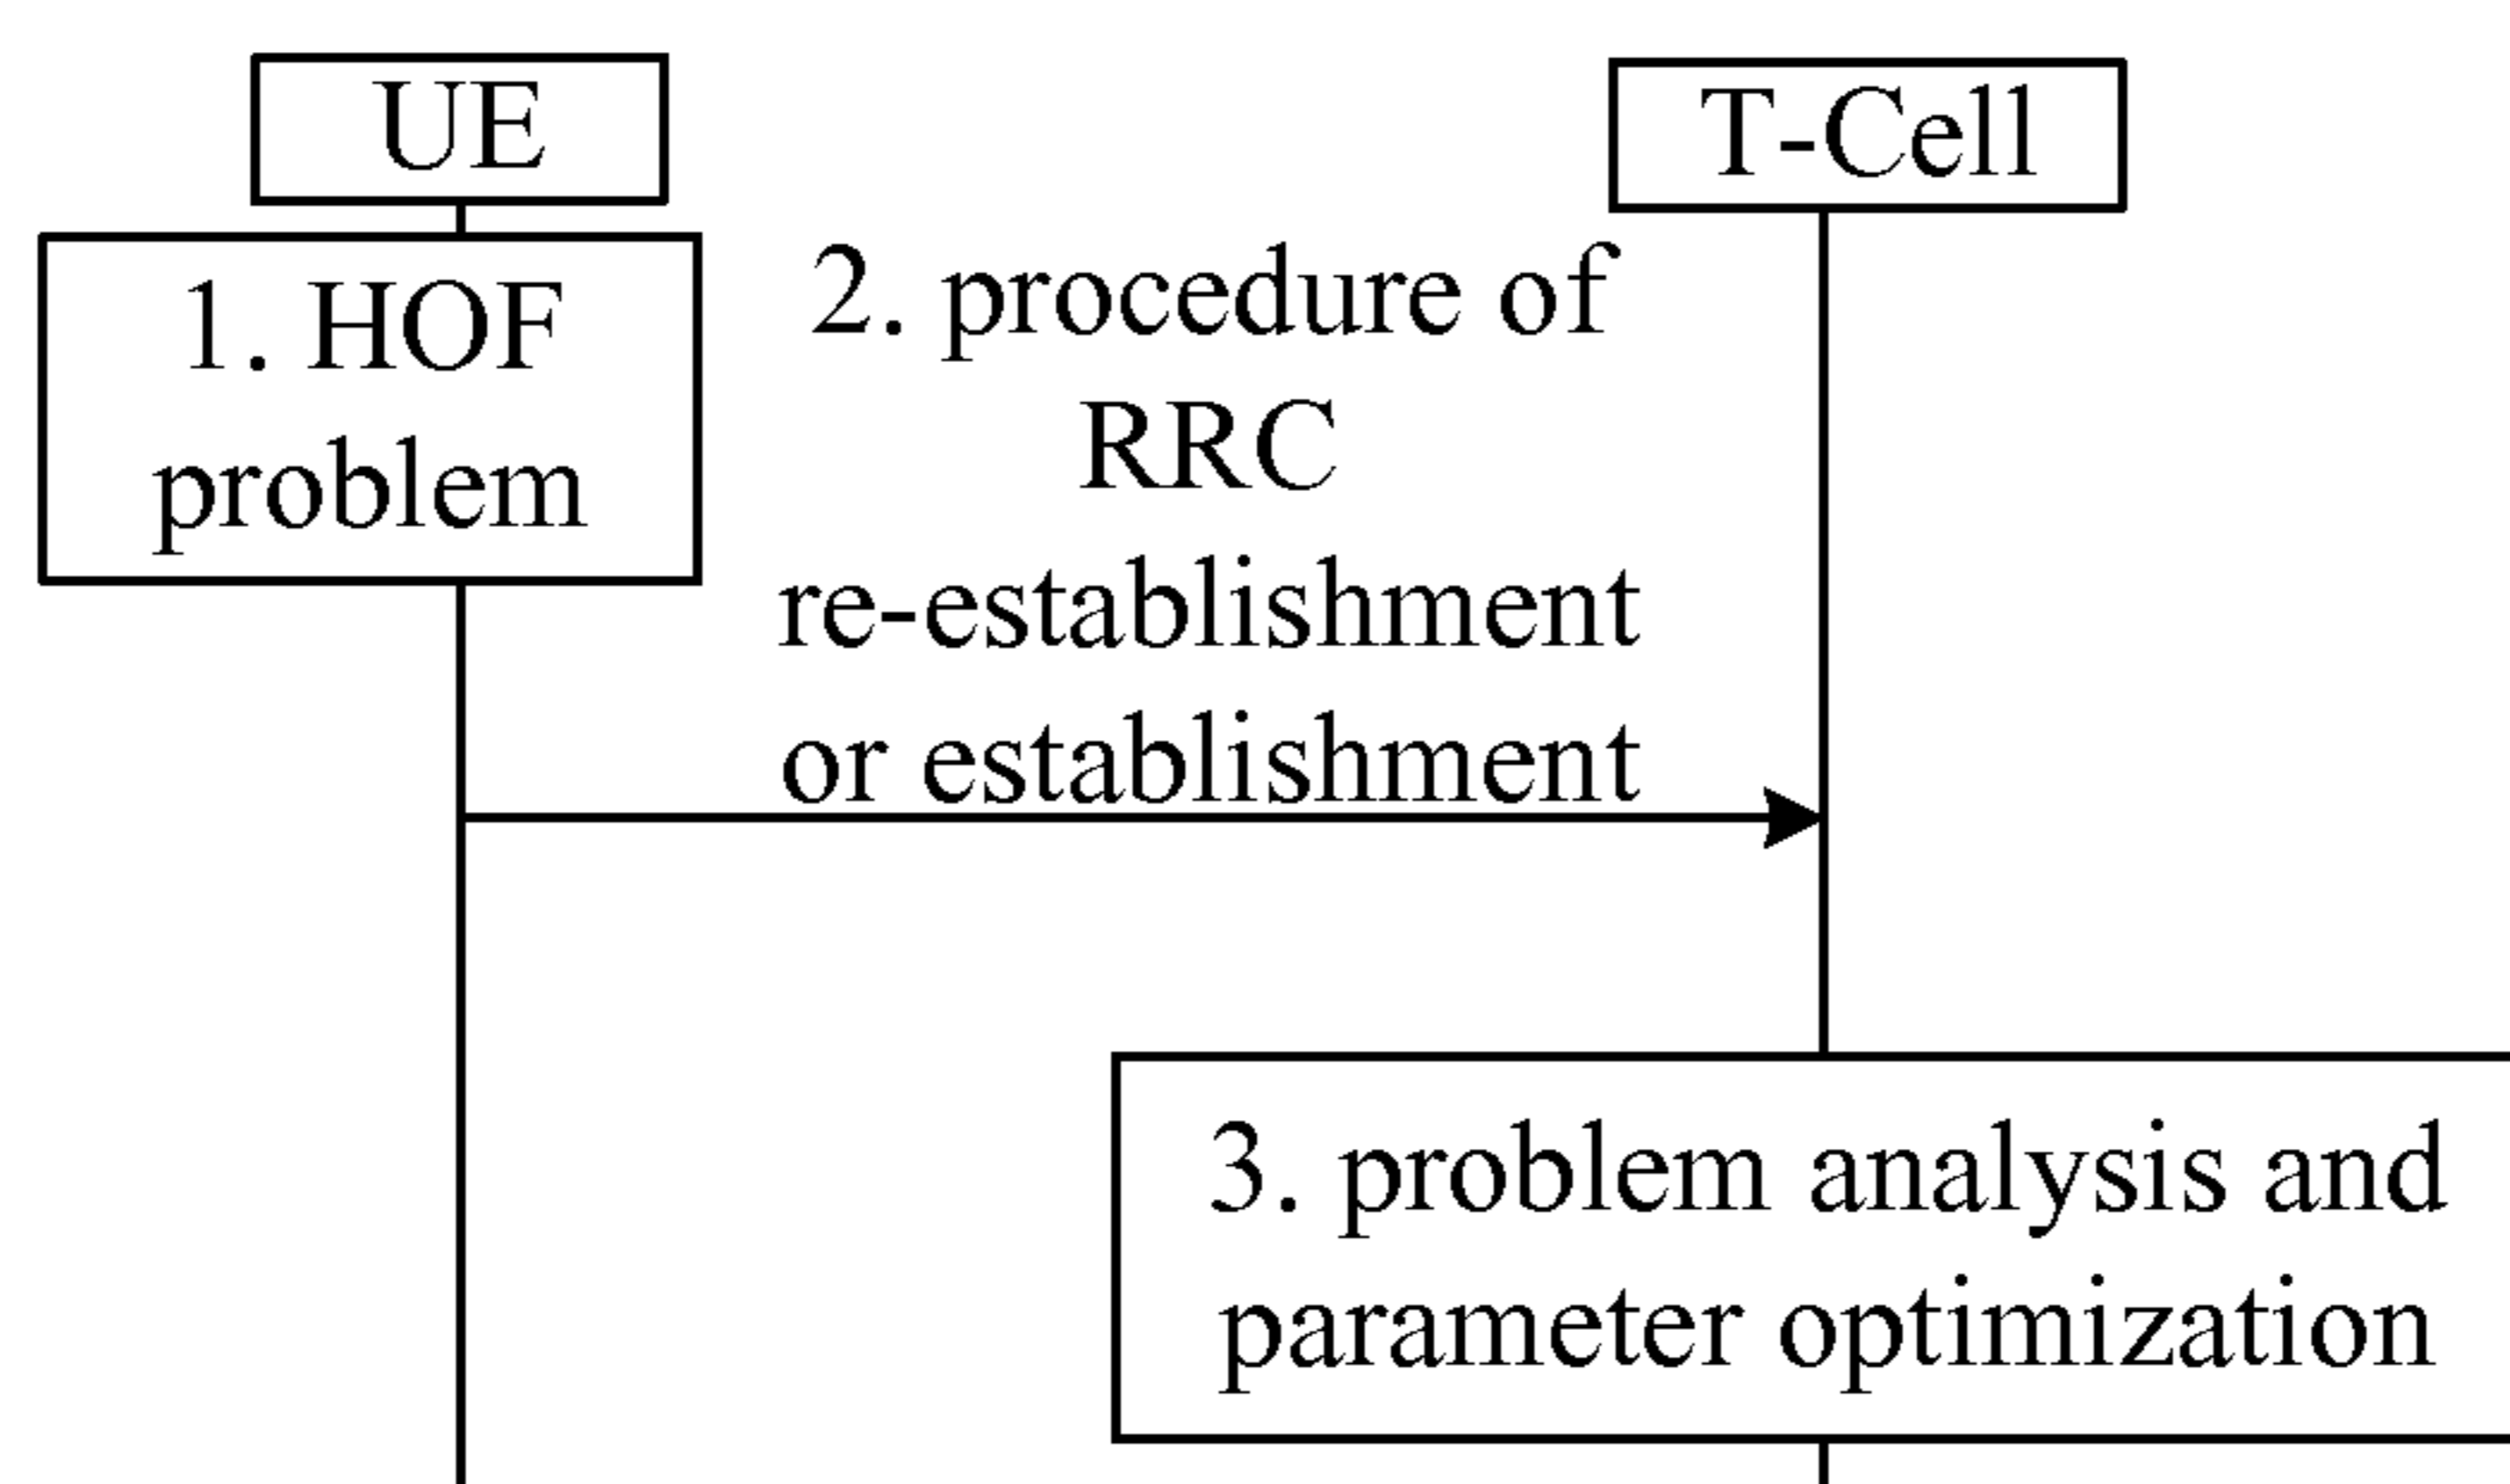 UE
T-Cell
1. HOF
problem
2. procedure of
RRC
re-establishment
or establishment
3. problem analysis and
parameter optimization